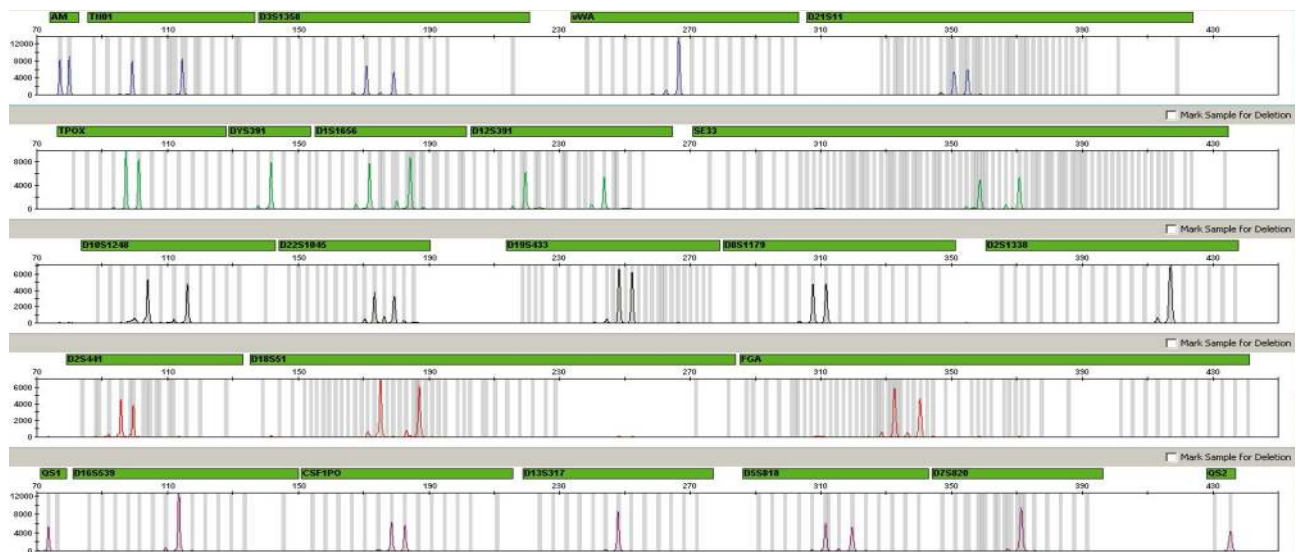 AM TH01 D3S1358 vWA D21S11
70 110 150 190 230 270 310 350 390 430
12000
8000
4000
0
Mark Sample for Deletion
TPOX DYS391 D1S1656 D12S391 SE33
70 110 150 190 230 270 310 350 390 430
8000
4000
0
Mark Sample for Deletion
D10S1248 D22S1045 D19S433 D8S1179 D2S1338
70 110 150 190 230 270 310 350 390 430
6000
4000
2000
0
Mark Sample for Deletion
D2S441 D18S51 FGA
70 110 150 190 230 270 310 350 390 430
6000
4000
2000
0
Mark Sample for Deletion
QS1 D16S539 CSF1PO D13S317 D5S818 D7S820 QS2
70 110 150 190 230 270 310 350 390 430
12000
8000
4000
0